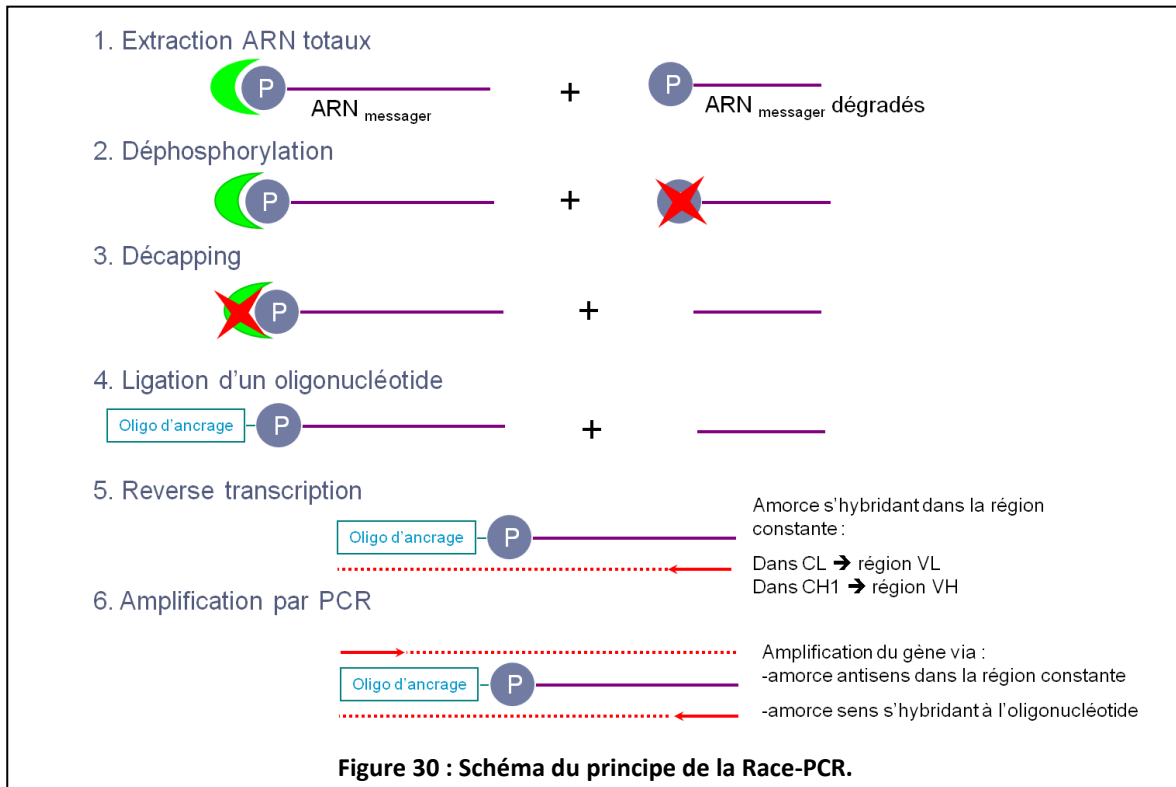 1. Extraction ARN totaux
P
P
ARN messager
+
ARN messager dégradés
2. Déphosphorylation
P
+
3. Décapping
P
+
4. Ligation d'un oligonucléotide
Oligo d'ancrage
P
+
5. Reverse transcription
Oligo d'ancrage
P
Amorce s'hybridant dans la région
constante :
Dans CL ➔ région VL
Dans CH1 ➔ région VH
6. Amplification par PCR
Oligo d'ancrage
P
Amplification du gène via :
-amorce antisens dans la région constante
-amorce sens s'hybridant à l'oligonucléotide
Figure 30 : Schéma du principe de la Race-PCR.